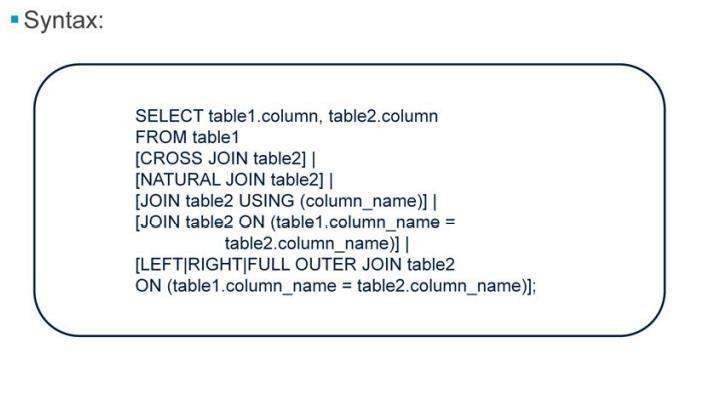 Syntax:
SELECT table1.column, table2.column
FROM table1
[CROSS JOIN table2] |
[NATURAL JOIN table2] |
[JOIN table2 USING (column_name)] |
[JOIN table2 ON (table1.column_name =
table2.column_name)] |
[LEFT|RIGHT|FULL OUTER JOIN table2
ON (table1.column_name = table2.column_name)];